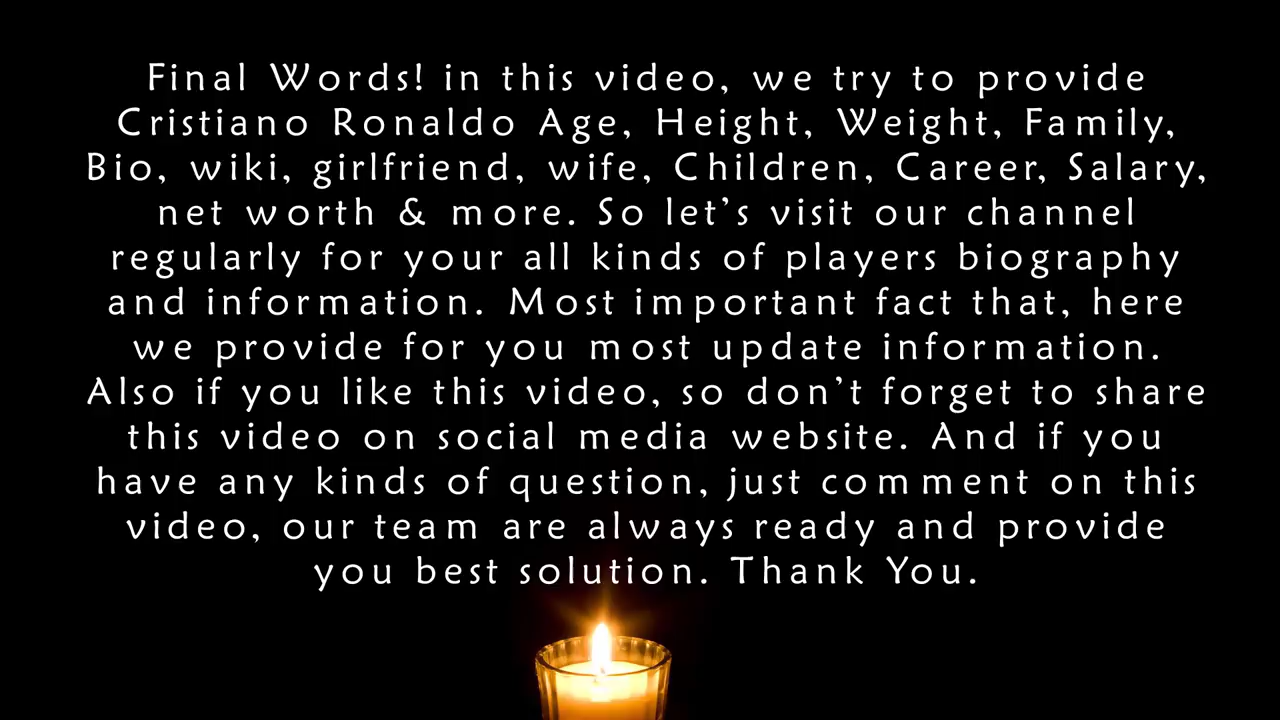 Final Words! in this video, we try to provide
Cristiano Ronaldo Age, Height, Weight, Family,
Bio, wiki, girlfriend, wife, Children, Career, Salary,
net worth & more. So let’s visit our channel
regularly for your all kinds of players biography
and information. Most important fact that, here
we provide for you most update information.
Also if you like this video, so don’t forget to share
this video on social media website. And if you
have any kinds of question, just comment on this
video, our team are always ready and provide
you best solution. Thank You.